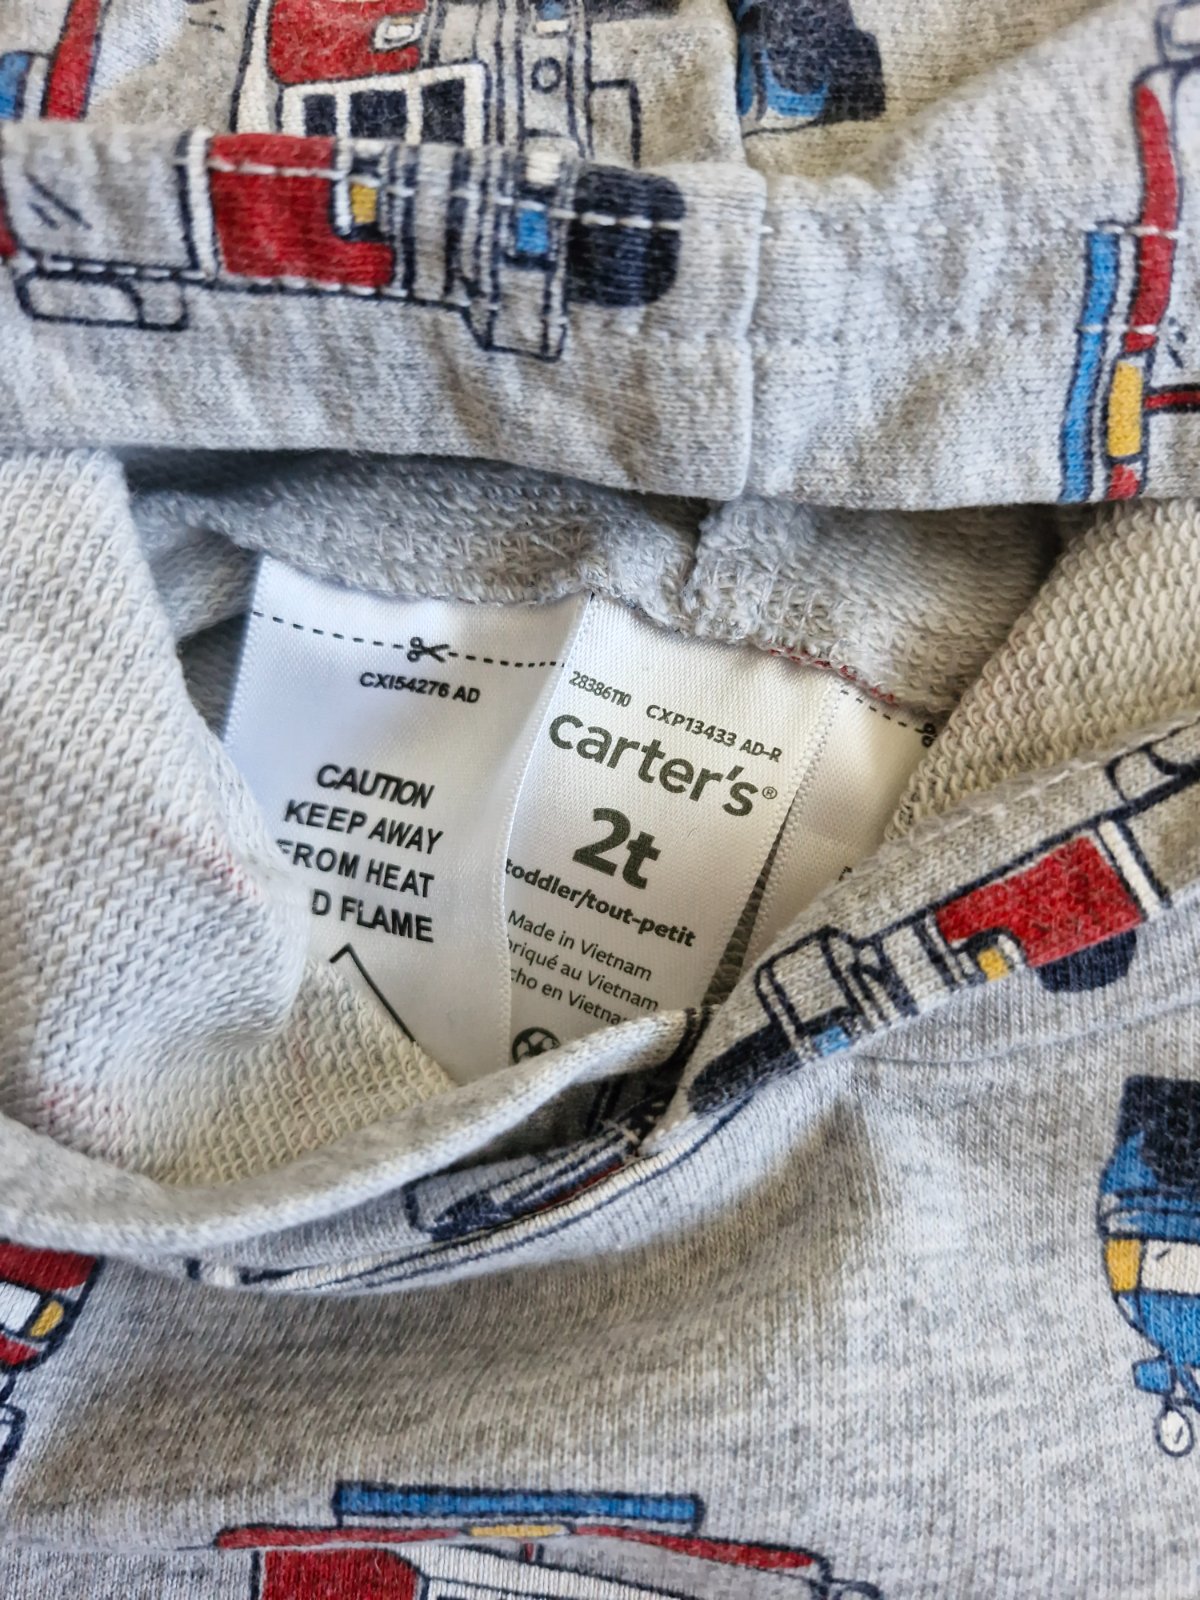 CXI54276 AD
CAUTION
KEEP AWAY
FROM HEAT
FLAME
28386110 CXP13433 AD-R
carter's®
2t
toddler/tout-petit
Made in Vietnam
au Vietnam
en